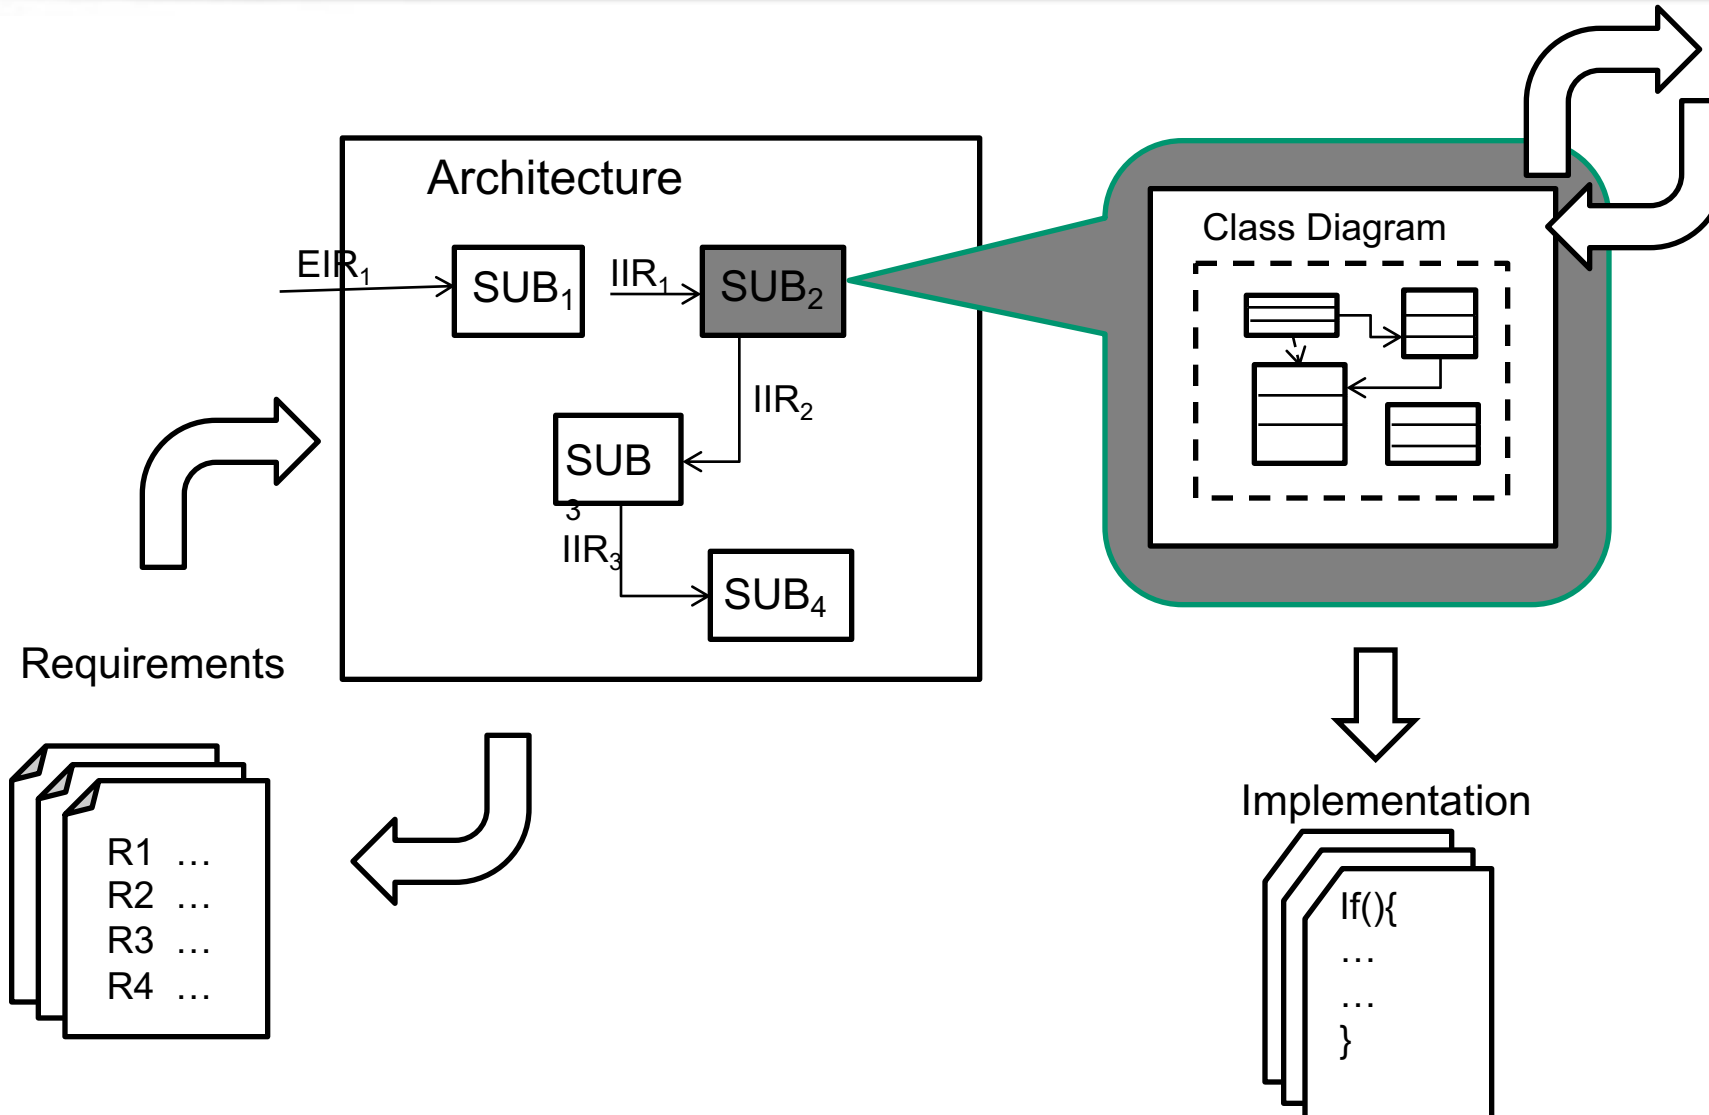 Architecture
EIR₁
SUB₁
IIR₁
SUB₂
Class Diagram
IIR₂
SUB
3
IIR₃
SUB₄
Requirements
R1 …
R2 …
R3 …
R4 …
Implementation
If(){
…
…
}